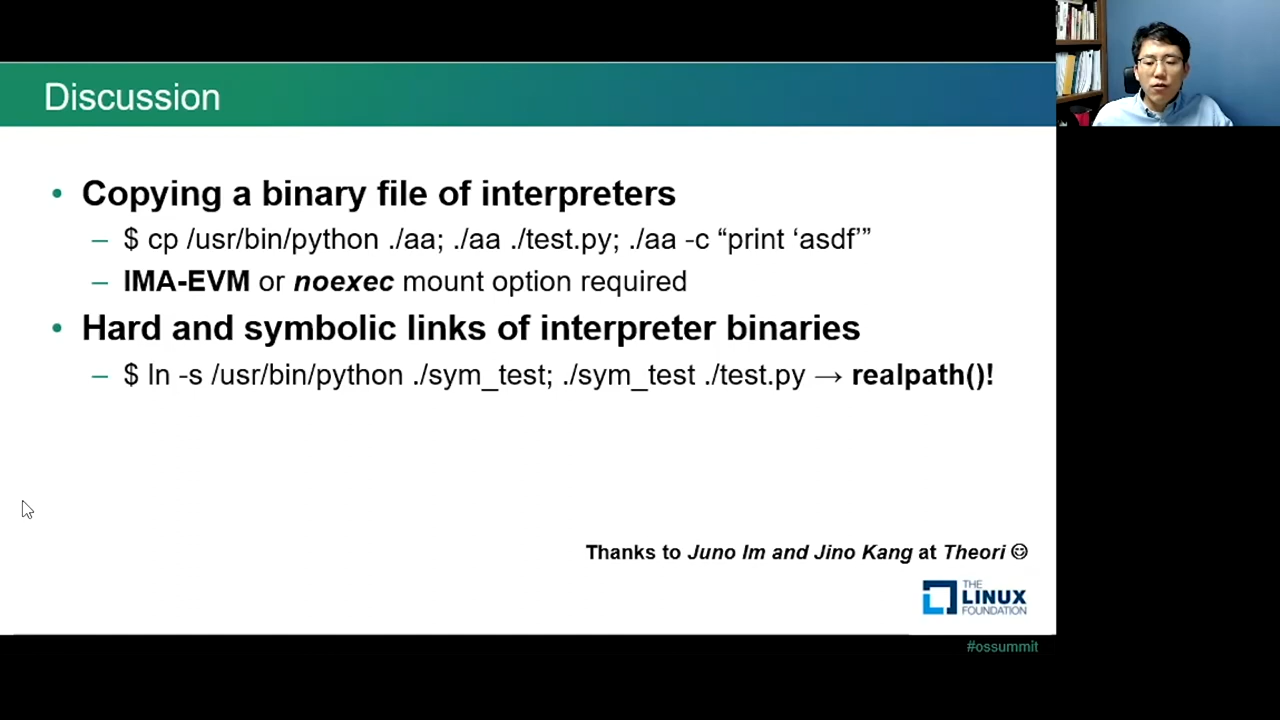 Discussion
• Copying a binary file of interpreters
– $ cp /usr/bin/python ./aa; ./aa ./test.py; ./aa -c “print ‘asdf’”
– IMA-EVM or noexec mount option required
• Hard and symbolic links of interpreter binaries
– $ ln -s /usr/bin/python ./sym_test; ./sym_test ./test.py → realpath()!
Thanks to Juno Im and Jino Kang at Theori ☺
THE
LINUX
FOUNDATION
#ossummit